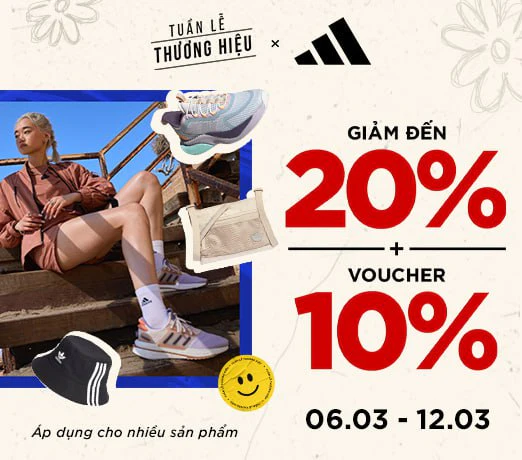 TUẦN LỄ
THƯƠNG HIỆU
×
GIẢM ĐẾN
20%
+
VOUCHER
10%
06.03 - 12.03
Áp dụng cho nhiều sản phẩm